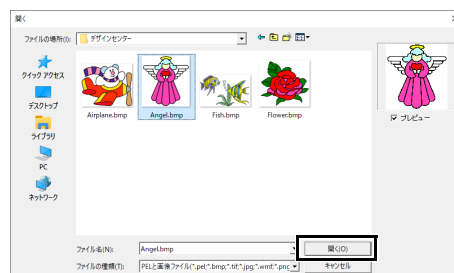 開く
ファイルの場所(I): デザインセンター
クイック アクセス
デスクトップ
ライブラリ
PC
ネットワーク
Airplane.bmp Angel.bmp Fish.bmp Flower.bmp
プレビュー
ファイル名(N): Angel.bmp 開く(O)
ファイルの種類(T): PELと画像ファイル(*.pel;*.bmp;*.tif;*.jpg;*.wmf;*.png キャンセル